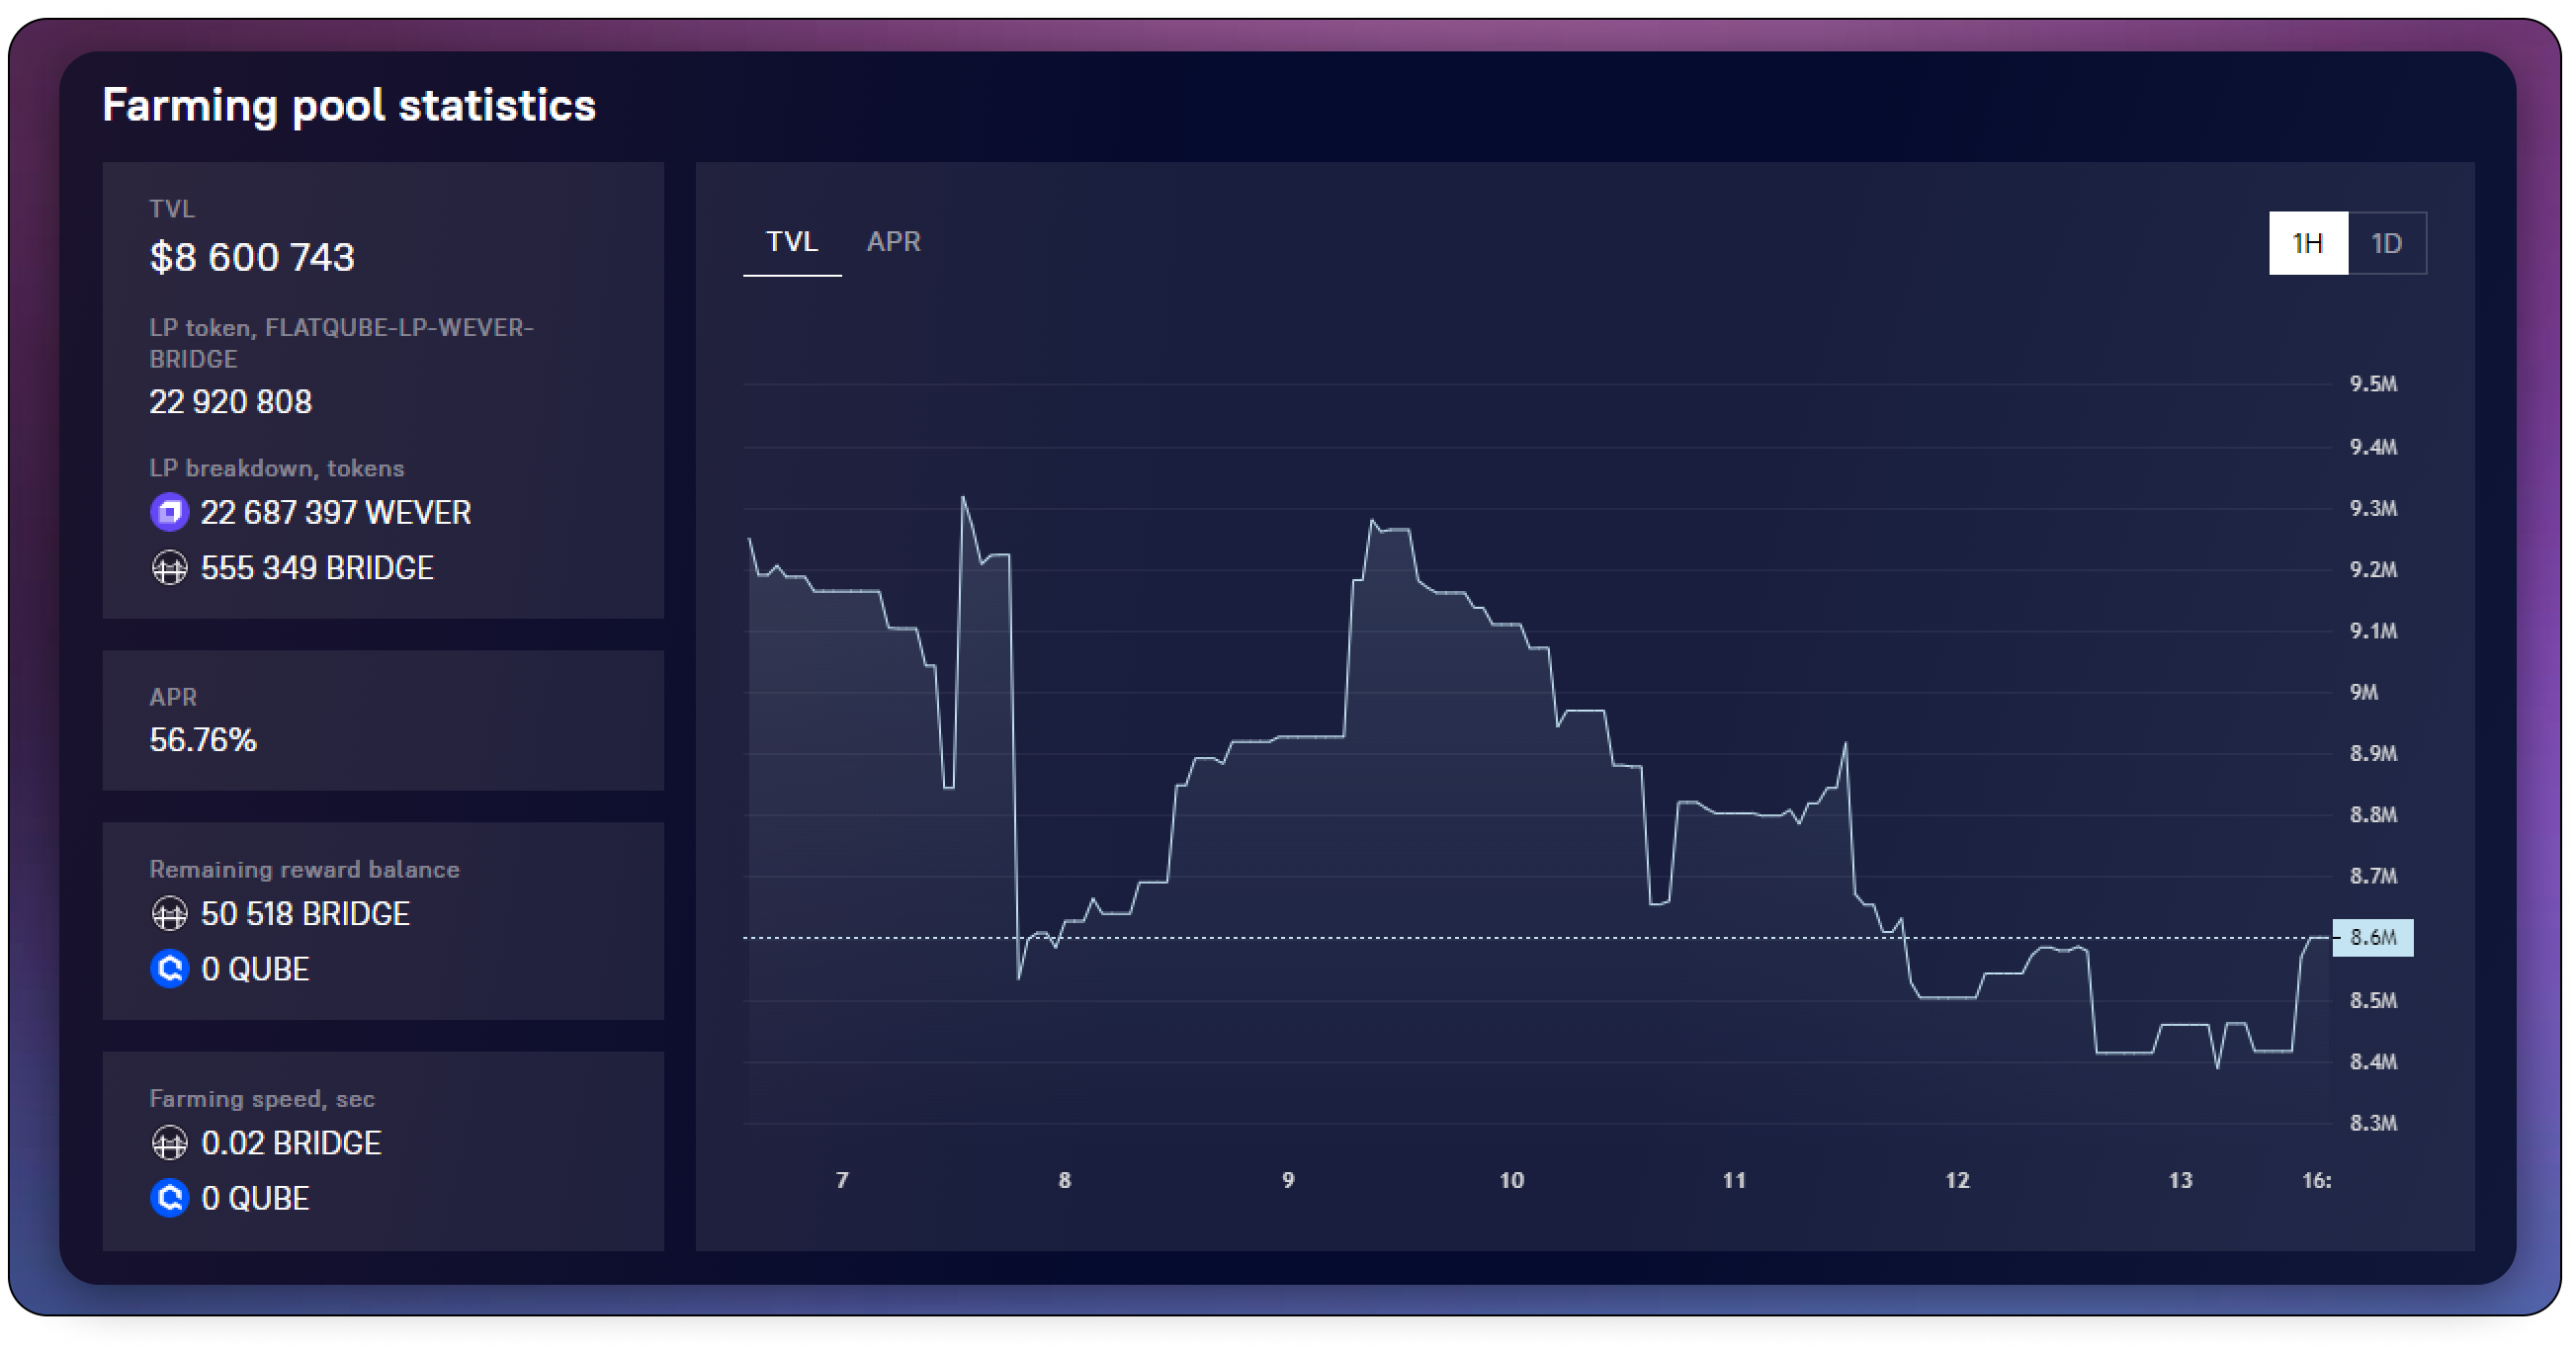 Farming pool statistics
TVL
$8 600 743
LP token, FLATQUBE-LP-WEVER-
BRIDGE
22 920 808
LP breakdown, tokens
22 687 397 WEVER
555 349 BRIDGE
APR
56.76%
Remaining reward balance
50 518 BRIDGE
0 QUBE
Farming speed, sec
0.02 BRIDGE
0 QUBE
TVL APR
1H 1D
9.5M
9.4M
9.3M
9.2M
9.1M
9M
8.9M
8.8M
8.7M
8.6M
8.5M
8.4M
8.3M
7 8 9 10 11 12 13 16: